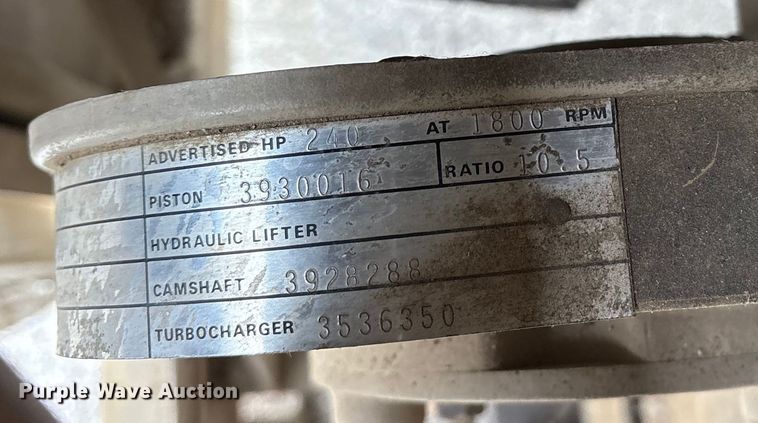 ADVERTISED HP 240 AT 1800 RPM
PISTON 3930016 RATIO 10.5
HYDRAULIC LIFTER
CAMSHAFT 3928288
TURBOCHARGER 3536350
Purple Wave Auction